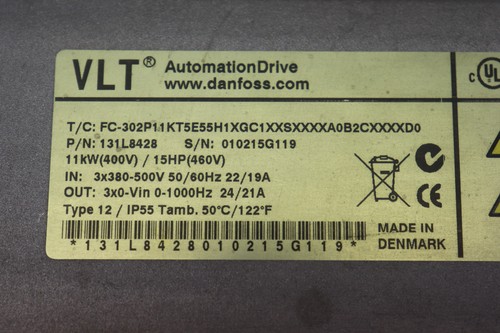 VLT® AutomationDrive
www.danfoss.com
T/C: FC-302P11KT5E55H1XGC1XXSXXXXA0B2CXXXXD0
P/N: 131L8428 S/N: 010215G119
11kW(400V) / 15HP(460V)
IN: 3x380-500V 50/60Hz 22/19A
OUT: 3x0-Vin 0-1000Hz 24/21A
Type 12 / IP55 Tamb. 50°C/122°F
*131L8428010215G119*
MADE IN
DENMARK
c UL